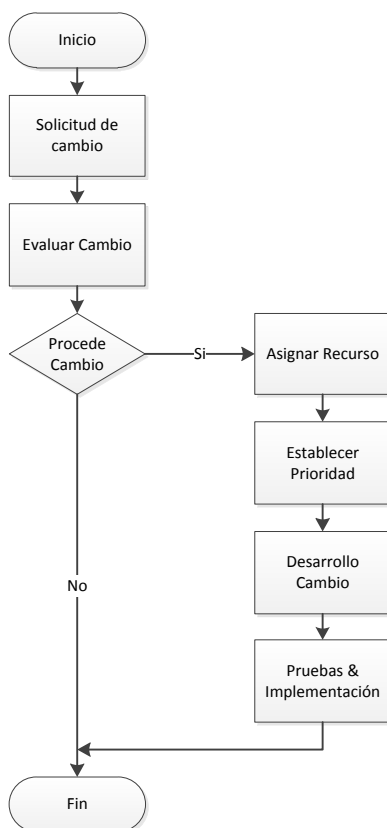 Inicio
Solicitud de
cambio
Evaluar Cambio
Procede
Cambio
Si
Asignar Recurso
Establecer
Prioridad
Desarrollo
Cambio
No
Pruebas &
Implementación
Fin